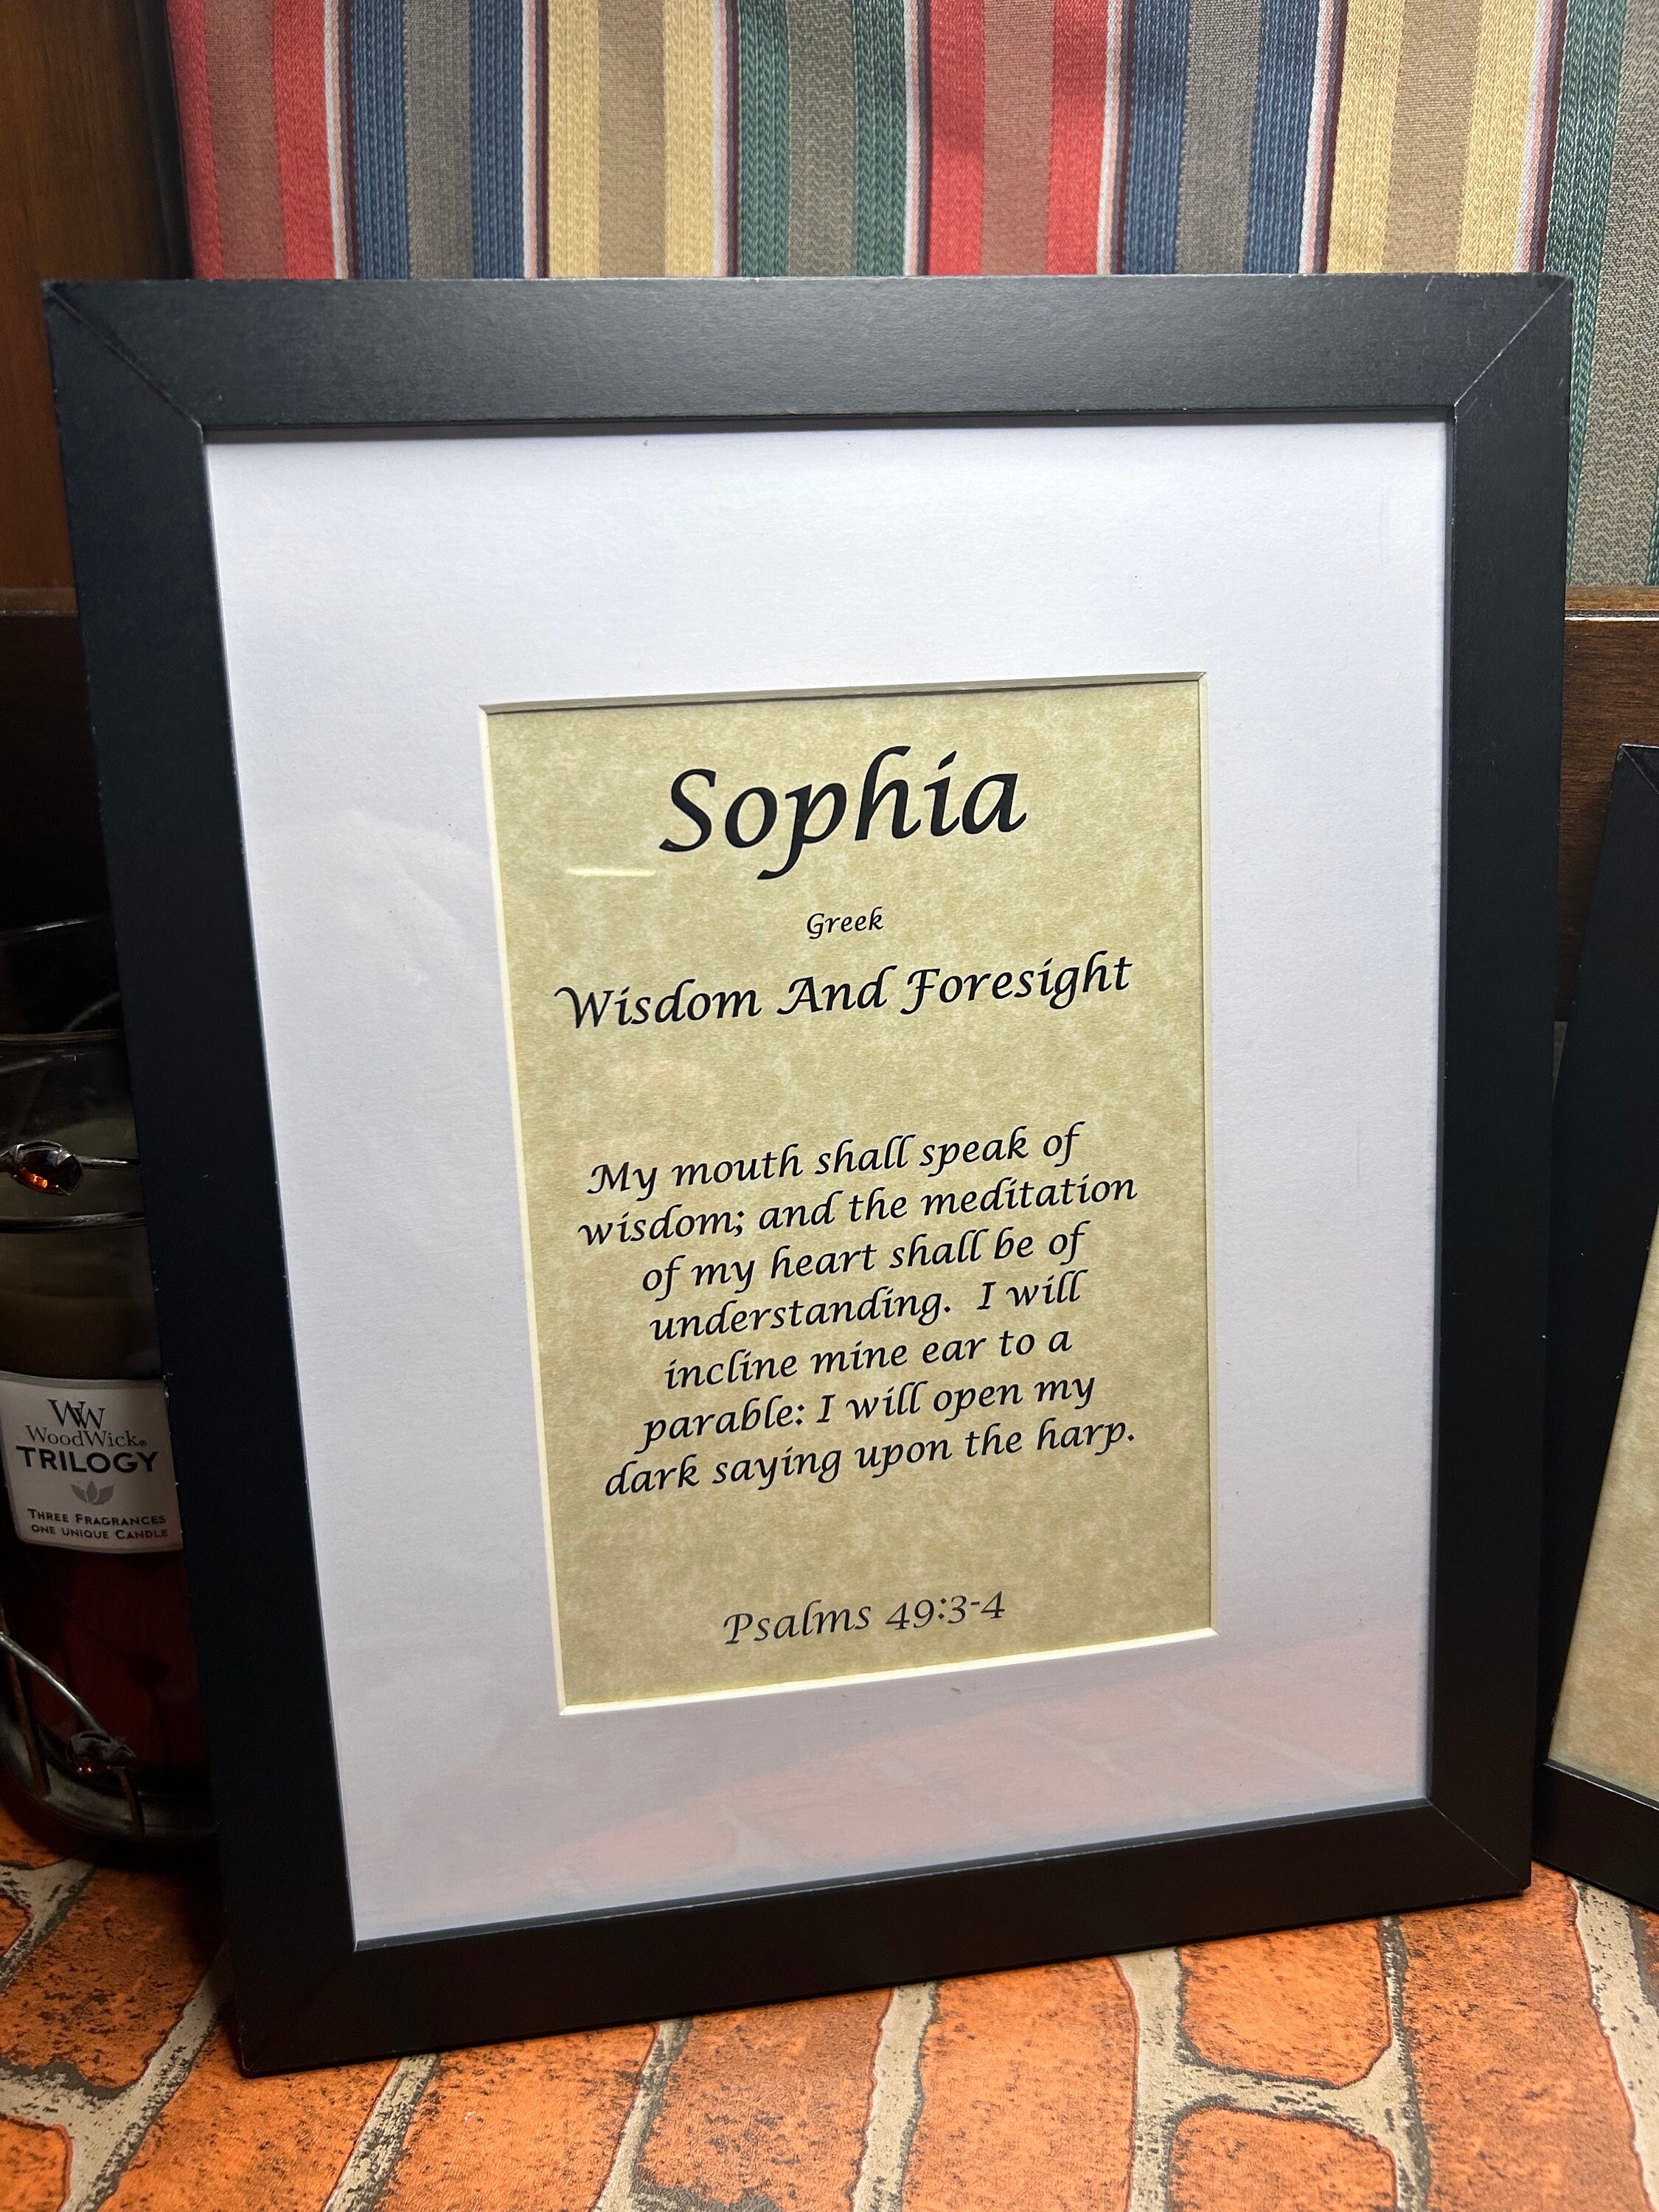 Sophia
Greek
Wisdom And Foresight
My mouth shall speak of
wisdom; and the meditation
of my heart shall be of
understanding.  I will
incline mine ear to a
parable: I will open my
dark saying upon the harp.
Psalms 49:3-4
WW
WoodWick®
TRILOGY
THREE FRAGRANCES
ONE UNIQUE CANDLE